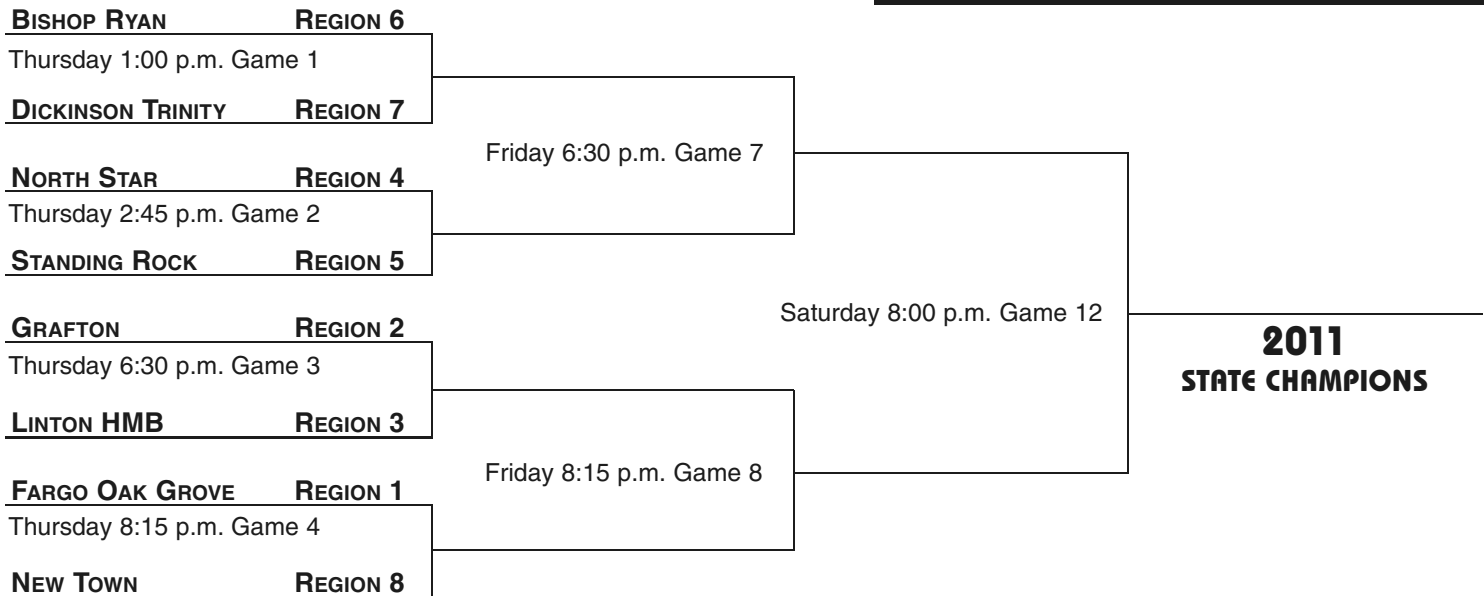 BISHOP RYAN REGION 6
Thursday 1:00 p.m. Game 1
DICKINSON TRINITY REGION 7
Friday 6:30 p.m. Game 7
NORTH STAR REGION 4
Thursday 2:45 p.m. Game 2
STANDING ROCK REGION 5
Saturday 8:00 p.m. Game 12
GRAFTON REGION 2
2011
STATE CHAMPIONS
Thursday 6:30 p.m. Game 3
LINTON HMB REGION 3
Friday 8:15 p.m. Game 8
FARGO OAK GROVE REGION 1
Thursday 8:15 p.m. Game 4
NEW TOWN REGION 8